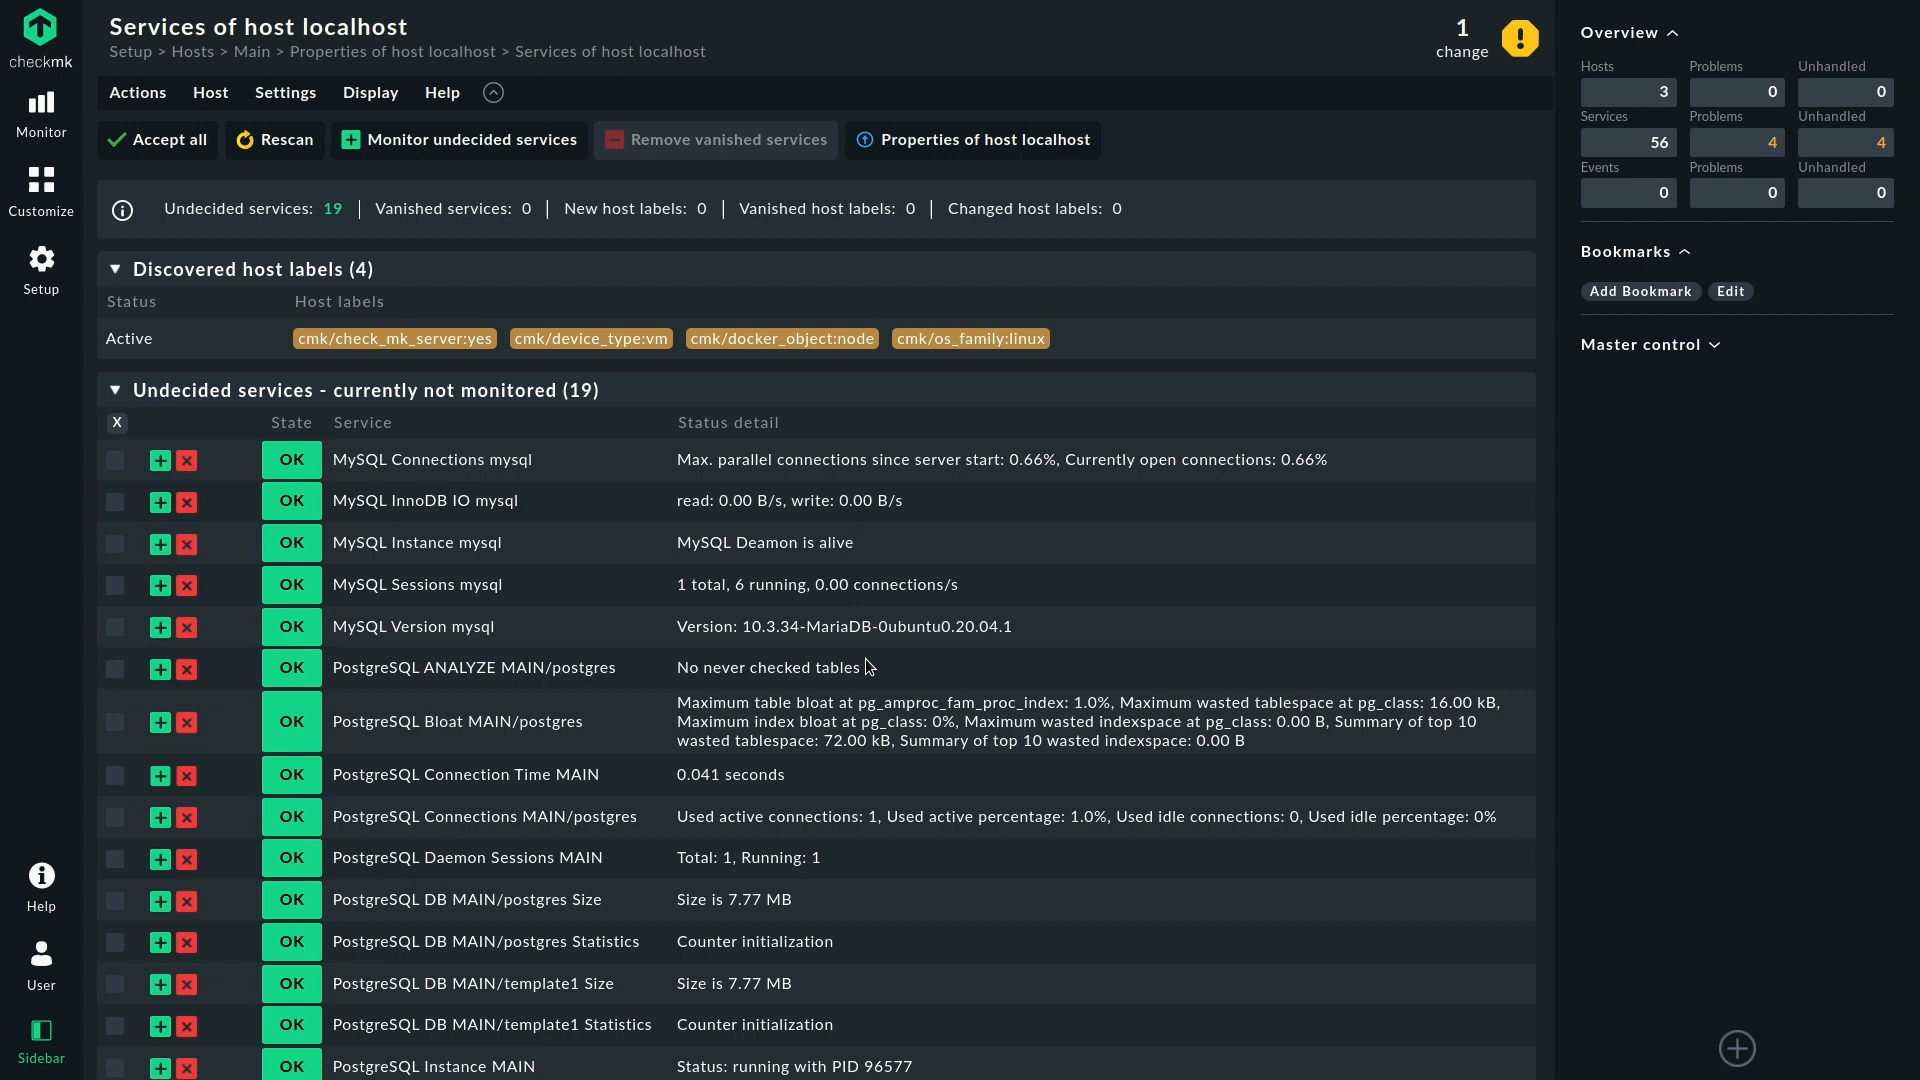 checkmk
Monitor
Customize
Setup
Help
User
Sidebar
Services of host localhost
Setup > Hosts > Main > Properties of host localhost > Services of host localhost
1
change
Actions Host Settings Display Help
Accept all Rescan Monitor undecided services Remove vanished services Properties of host localhost
Undecided services: 19 | Vanished services: 0 | New host labels: 0 | Vanished host labels: 0 | Changed host labels: 0
Discovered host labels (4)
Status Host labels
Active cmk/check_mk_server:yes cmk/device_type:vm cmk/docker_object:node cmk/os_family:linux
Undecided services - currently not monitored (19)
X State Service Status detail
OK MySQL Connections mysql Max. parallel connections since server start: 0.66%, Currently open connections: 0.66%
OK MySQL InnoDB IO mysql read: 0.00 B/s, write: 0.00 B/s
OK MySQL Instance mysql MySQL Deamon is alive
OK MySQL Sessions mysql 1 total, 6 running, 0.00 connections/s
OK MySQL Version mysql Version: 10.3.34-MariaDB-0ubuntu0.20.04.1
OK PostgreSQL ANALYZE MAIN/postgres No never checked tables
OK PostgreSQL Bloat MAIN/postgres Maximum table bloat at pg_amproc_fam_proc_index: 1.0%, Maximum wasted tablespace at pg_class: 16.00 kB,
Maximum index bloat at pg_class: 0%, Maximum wasted indexspace at pg_class: 0.00 B, Summary of top 10
wasted tablespace: 72.00 kB, Summary of top 10 wasted indexspace: 0.00 B
OK PostgreSQL Connection Time MAIN 0.041 seconds
OK PostgreSQL Connections MAIN/postgres Used active connections: 1, Used active percentage: 1.0%, Used idle connections: 0, Used idle percentage: 0%
OK PostgreSQL Daemon Sessions MAIN Total: 1, Running: 1
OK PostgreSQL DB MAIN/postgres Size Size is 7.77 MB
OK PostgreSQL DB MAIN/postgres Statistics Counter initialization
OK PostgreSQL DB MAIN/template1 Size Size is 7.77 MB
OK PostgreSQL DB MAIN/template1 Statistics Counter initialization
OK PostgreSQL Instance MAIN Status: running with PID 96577
Overview
Hosts Problems Unhandled
3 0 0
Services Problems Unhandled
56 4 4
Events Problems Unhandled
0 0 0
Bookmarks
Add Bookmark Edit
Master control